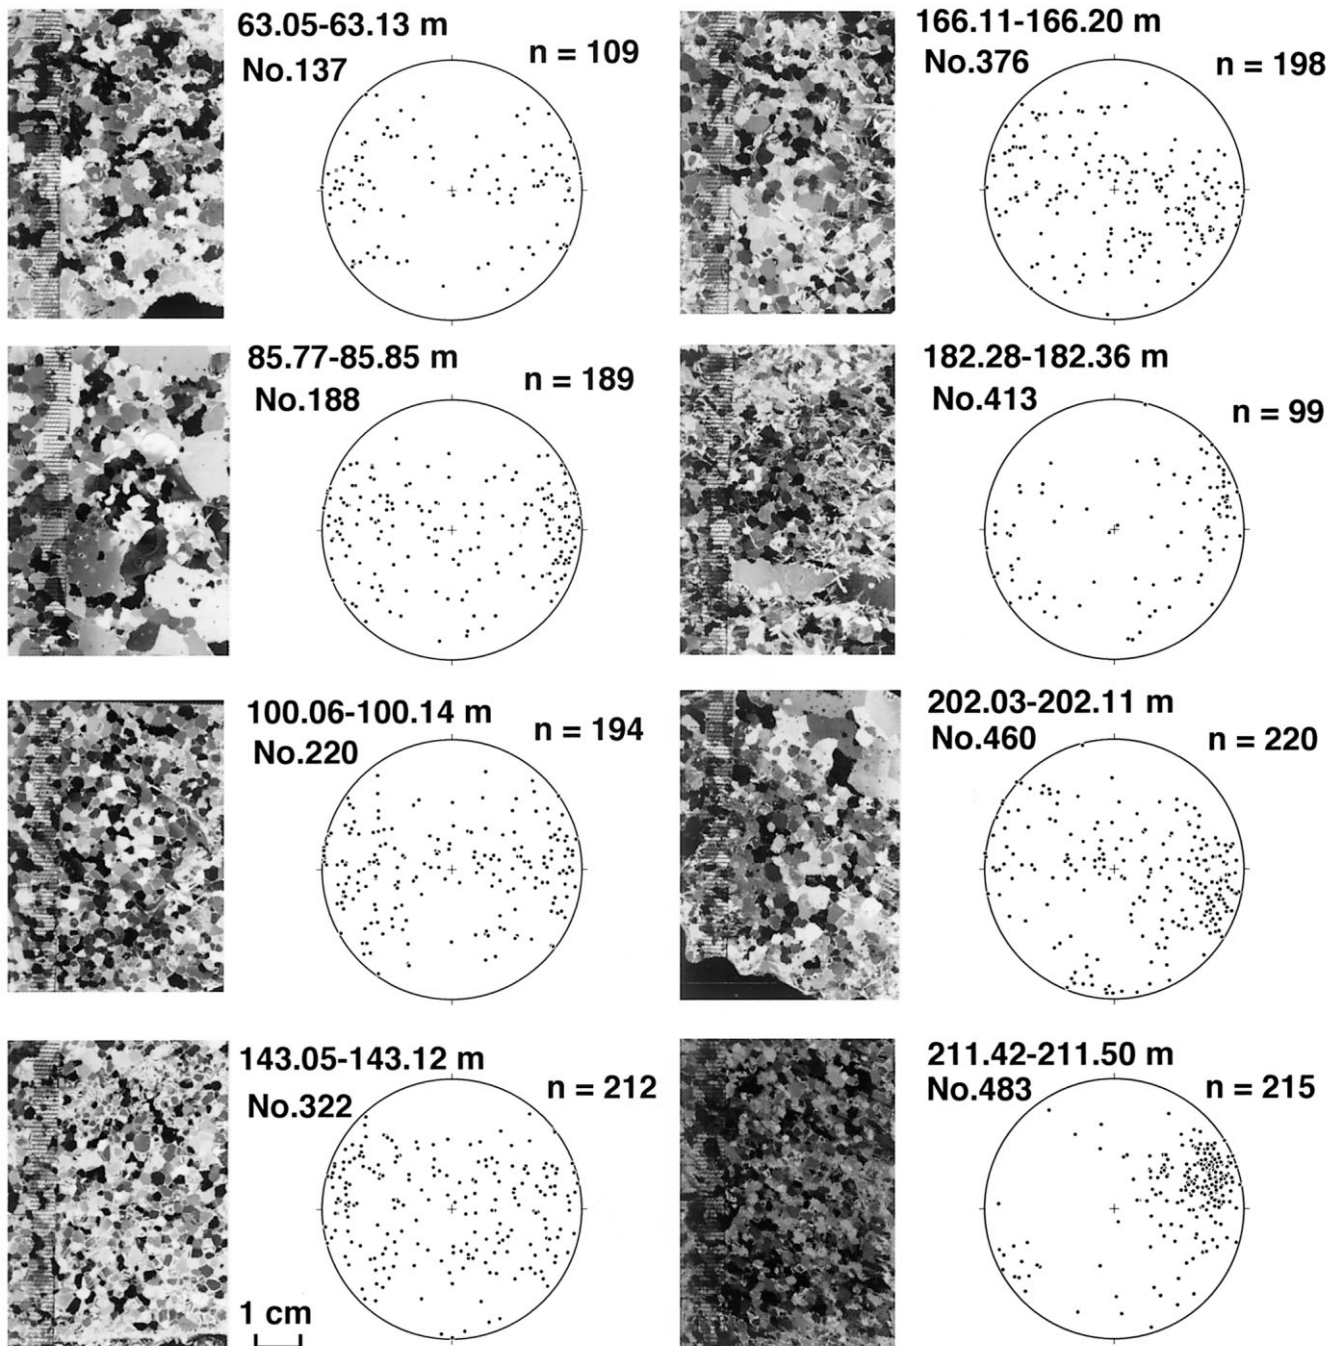 63.05-63.13 m
No.137
n = 109
85.77-85.85 m
No.188
n = 189
100.06-100.14 m
No.220
n = 194
143.05-143.12 m
No.322
n = 212
1 cm
166.11-166.20 m
No.376
n = 198
182.28-182.36 m
No.413
n = 99
202.03-202.11 m
No.460
n = 220
211.42-211.50 m
No.483
n = 215